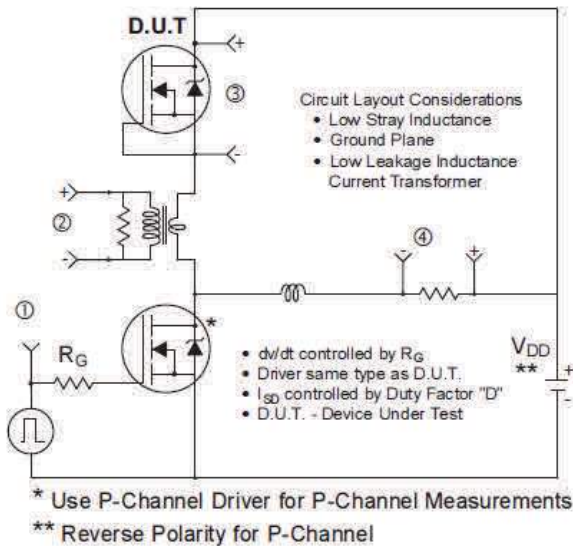 D.U.T
+
③
-
Circuit Layout Considerations
• Low Stray Inductance
• Ground Plane
• Low Leakage Inductance
Current Transformer
+
②
-
④
-
+
①
R_G
*
• dv/dt controlled by R_G
• Driver same type as D.U.T.
• I_SD controlled by Duty Factor "D"
• D.U.T. - Device Under Test
V_DD
**
+
-
* Use P-Channel Driver for P-Channel Measurements
** Reverse Polarity for P-Channel